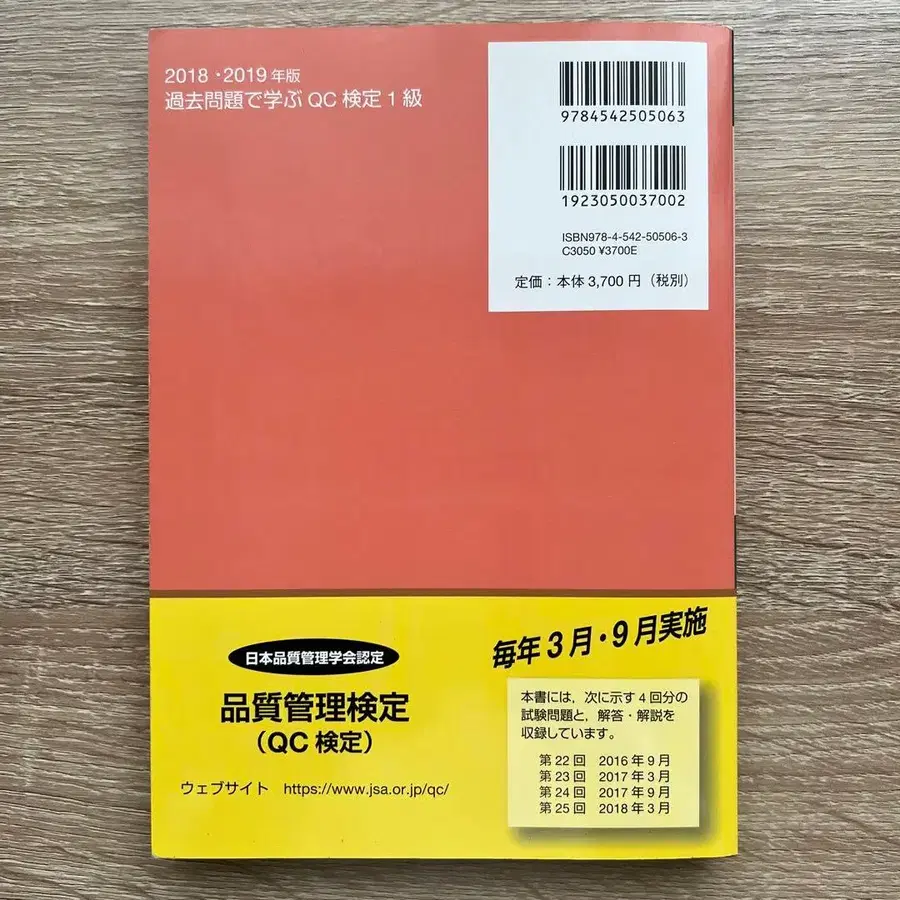 2018・2019年版
過去問題で学ぶQC検定1級
9784542505063
1923050037002
ISBN978-4-542-50506-3
C3050 ¥3700E
定価：本体3,700円（税別）
毎年3月・9月実施
日本品質管理学会認定
品質管理検定
（QC検定）
ウェブサイト https://www.jsa.or.jp/qc/
本書には，次に示す4回分の
試験問題と，解答・解説を
収録しています。
第22回 2016年9月
第23回 2017年3月
第24回 2017年9月
第25回 2018年3月